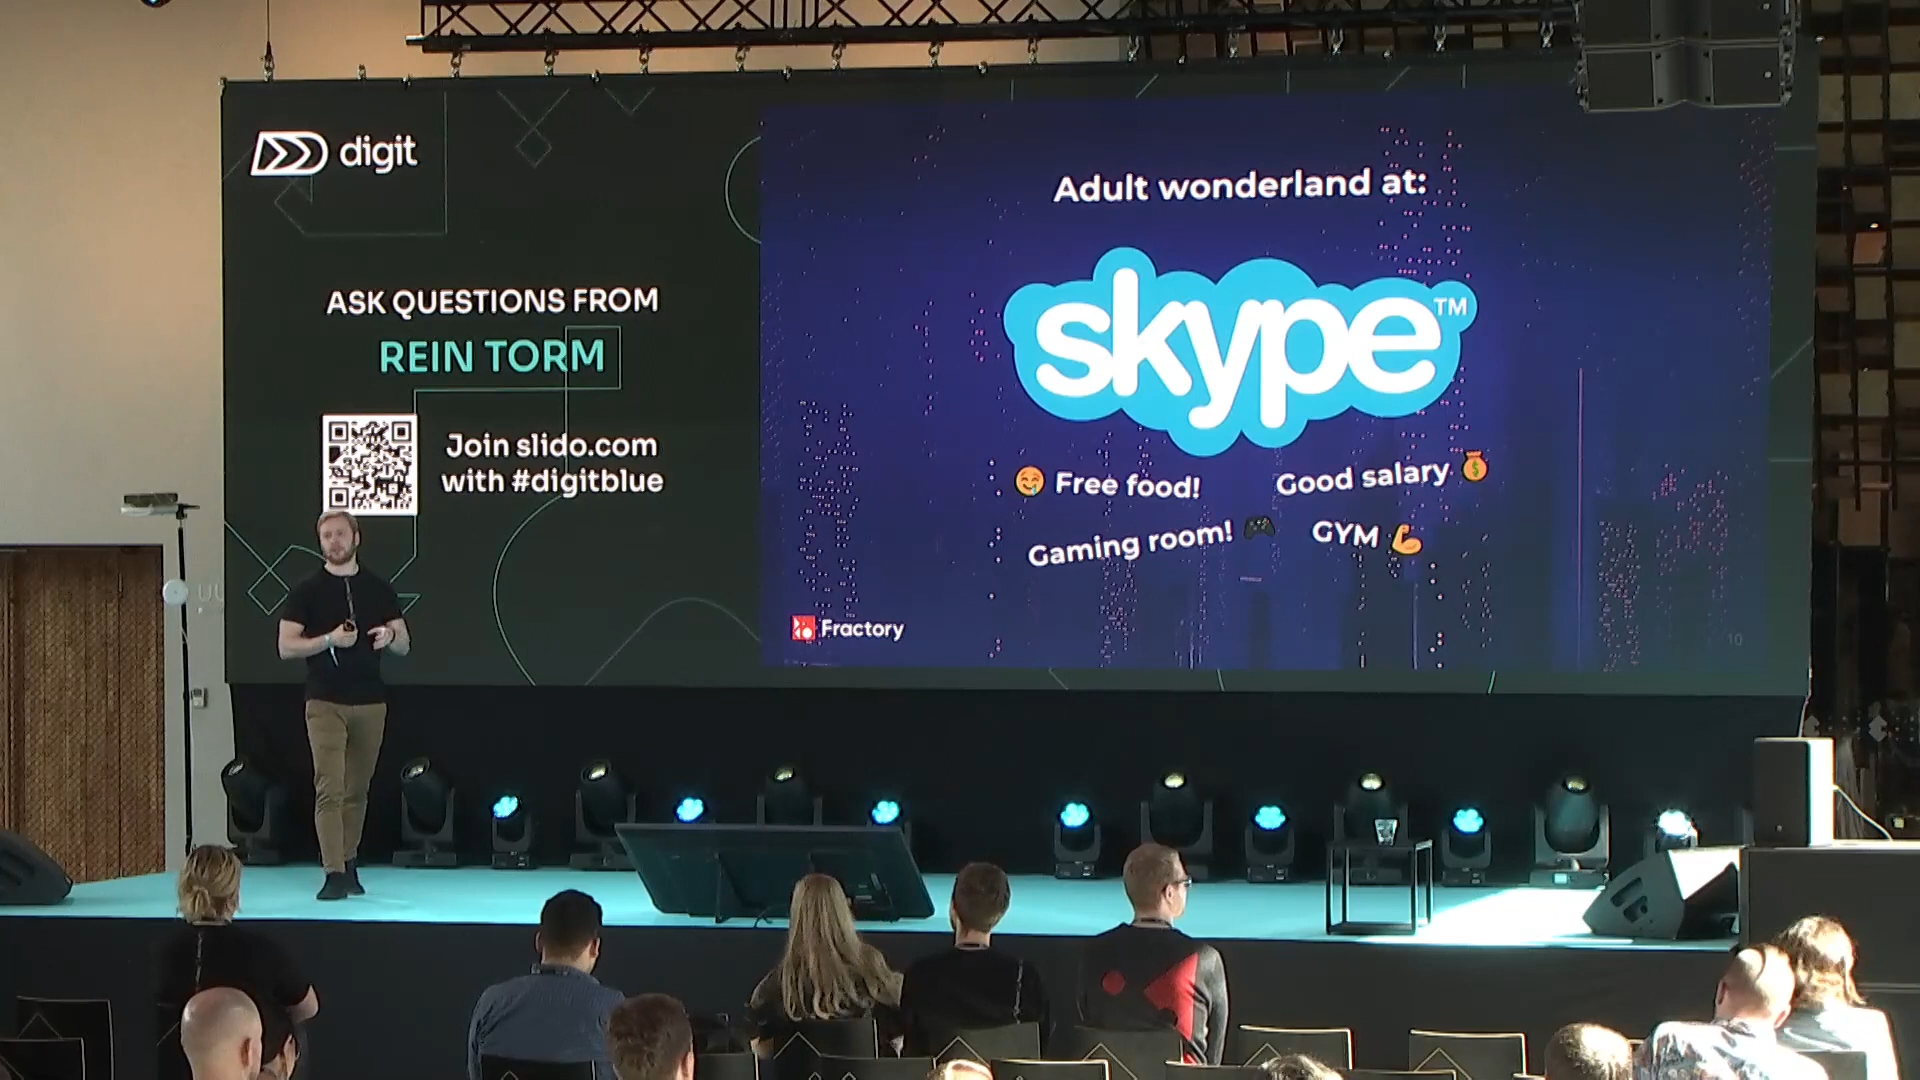 digit
ASK QUESTIONS FROM
REIN TORM
Join slido.com
with #digitblue
Adult wonderland at:
skype™
Free food!
Good salary
Gaming room!
GYM
Fractory
10